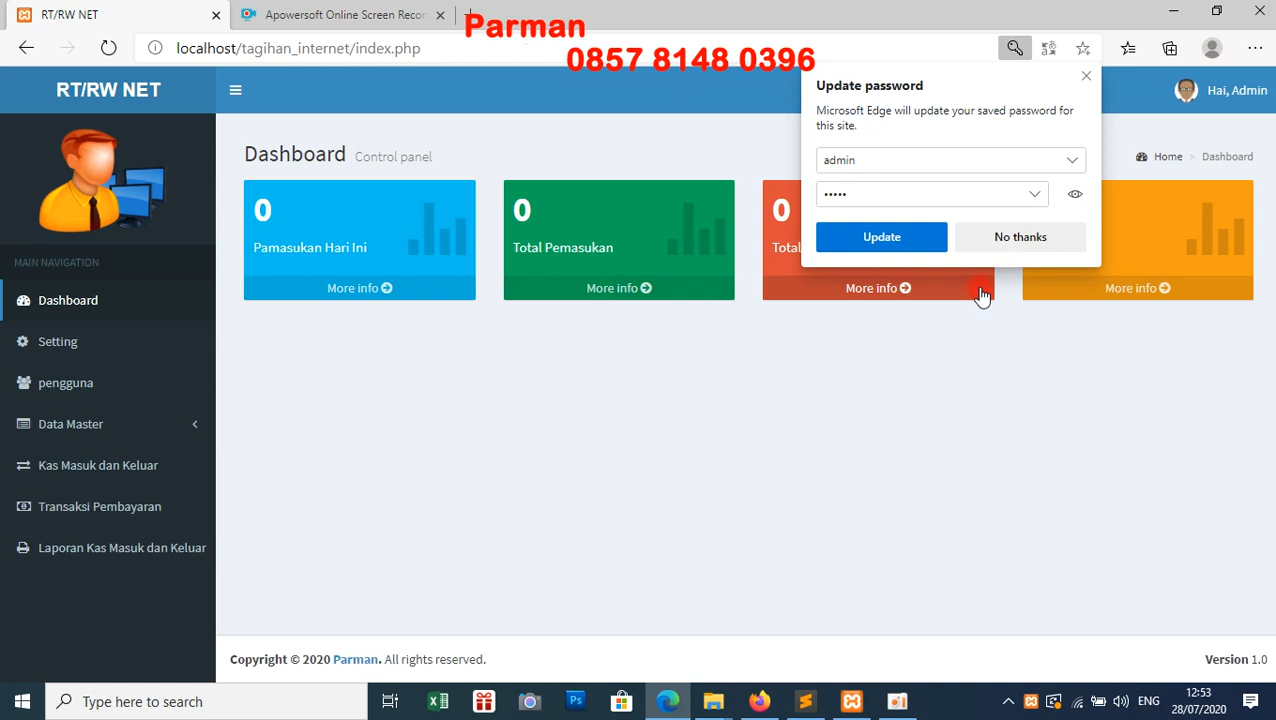 RT/RW NET
Apowersoft Online Screen Recor
Parman
0857 8148 0396
localhost/tagihan_internet/index.php
RT/RW NET
Hai, Admin
Update password
Microsoft Edge will update your saved password for
this site.
admin
•••••
Update
No thanks
Dashboard Control panel
Home > Dashboard
0
Pamasukan Hari Ini
More info
0
Total Pemasukan
More info
0
Total
More info
More info
MAIN NAVIGATION
Dashboard
Setting
pengguna
Data Master
Kas Masuk dan Keluar
Transaksi Pembayaran
Laporan Kas Masuk dan Keluar
Copyright © 2020 Parman. All rights reserved.
Version 1.0
Type here to search
ENG
12:53
28/07/2020